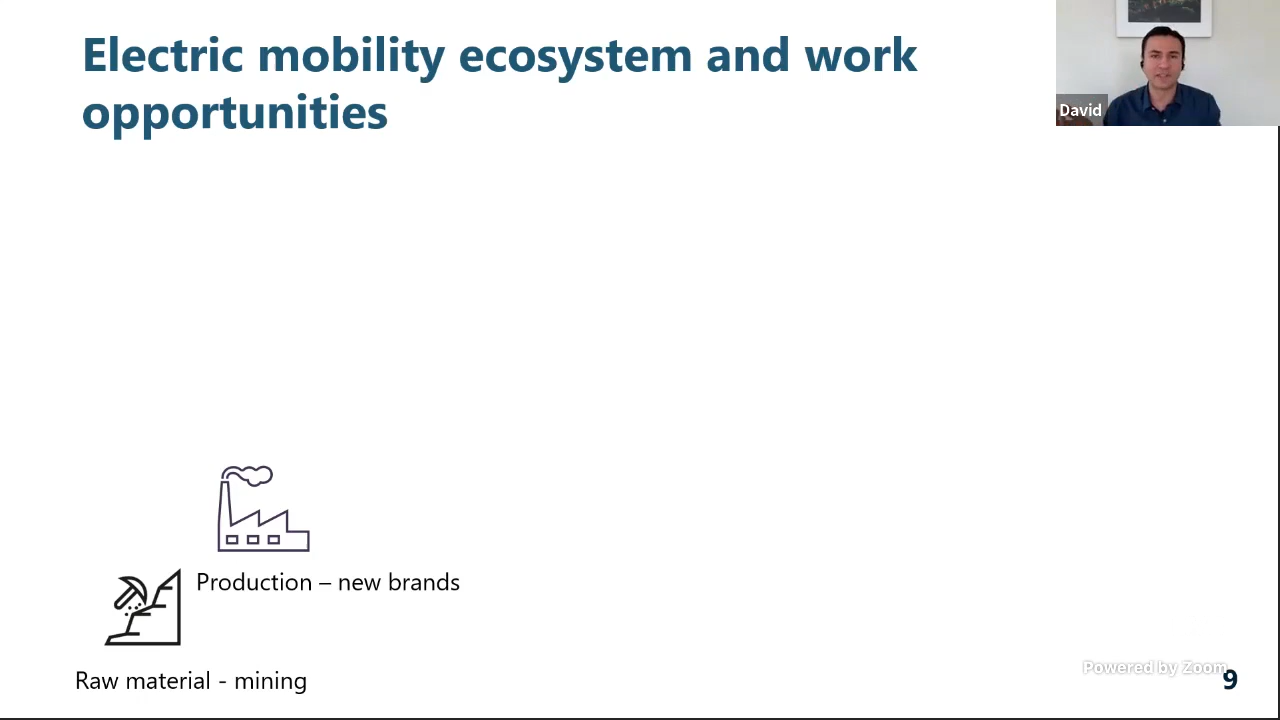 Electric mobility ecosystem and work
opportunities
David
Production – new brands
Raw material - mining
Powered by Zoom
9